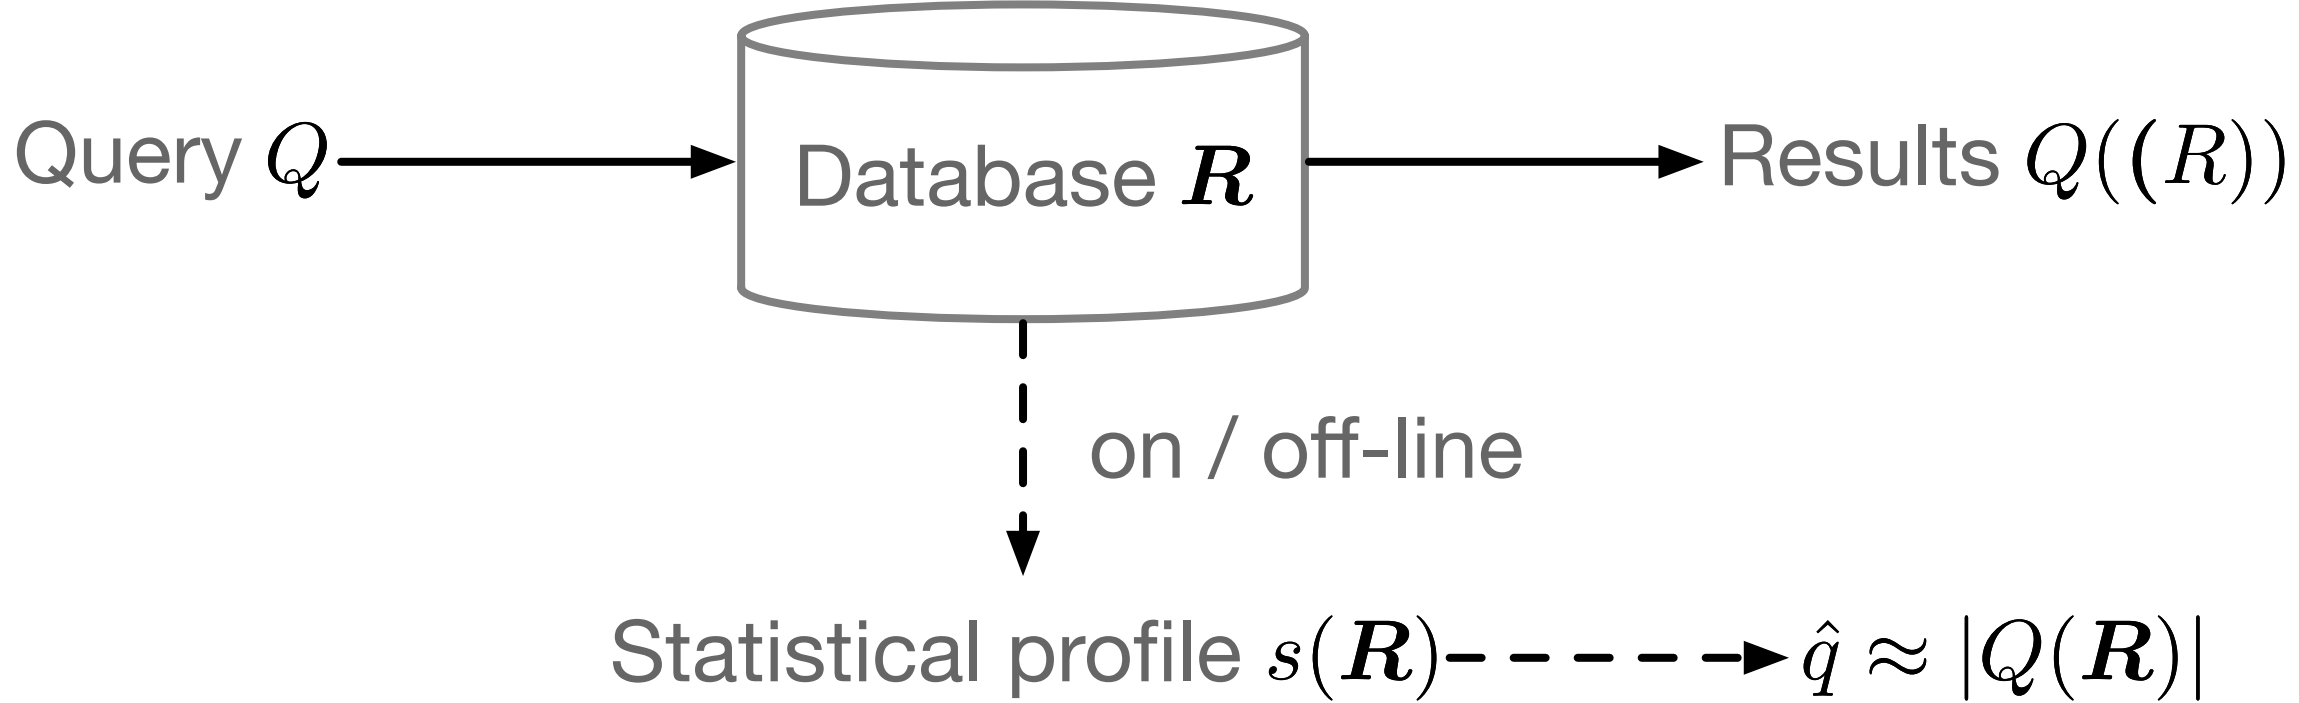 Query Q
Database R
Results Q((R))
on / off-line
Statistical profile s(R)
q̂ ≈ |Q(R)|